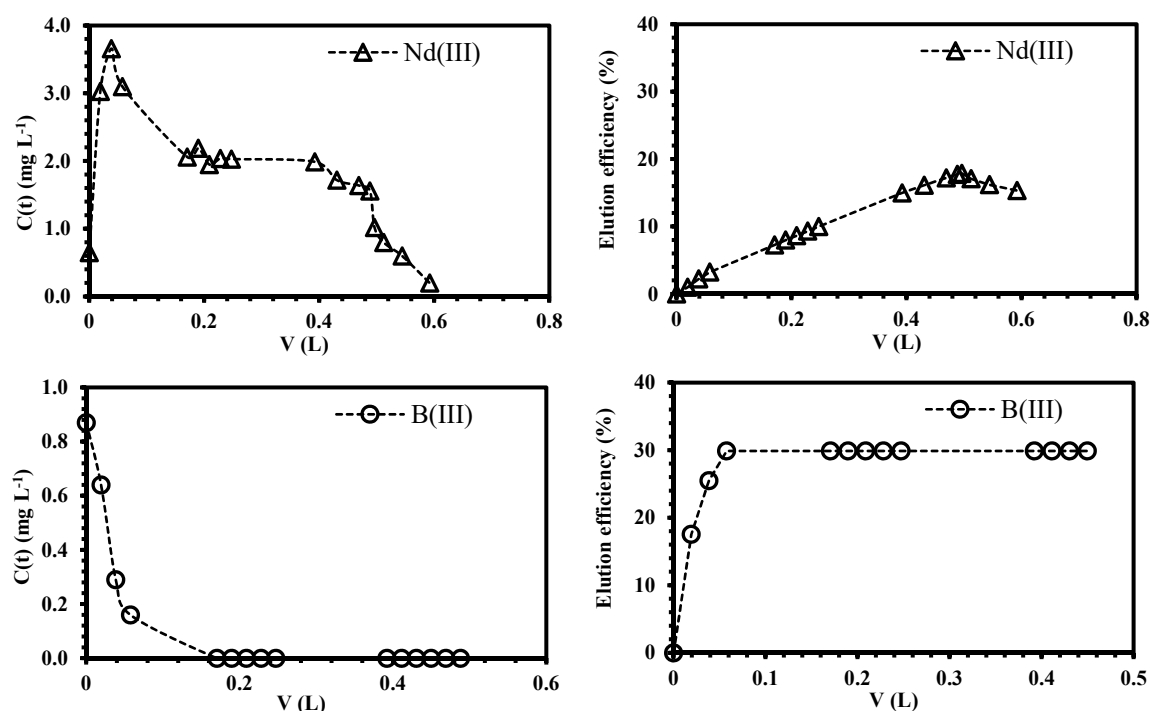 4.0
3.0
2.0
1.0
0.0
C(t) (mg L⁻¹)
Nd(III)
0 0.2 0.4 0.6 0.8
V (L)
40
30
20
10
0
Elution efficiency (%)
Nd(III)
0 0.2 0.4 0.6 0.8
V (L)
1.0
0.8
0.6
0.4
0.2
0.0
C(t) (mg L⁻¹)
B(III)
0 0.2 0.4 0.6
V (L)
40
30
20
10
0
Elution efficiency (%)
B(III)
0 0.1 0.2 0.3 0.4 0.5
V (L)